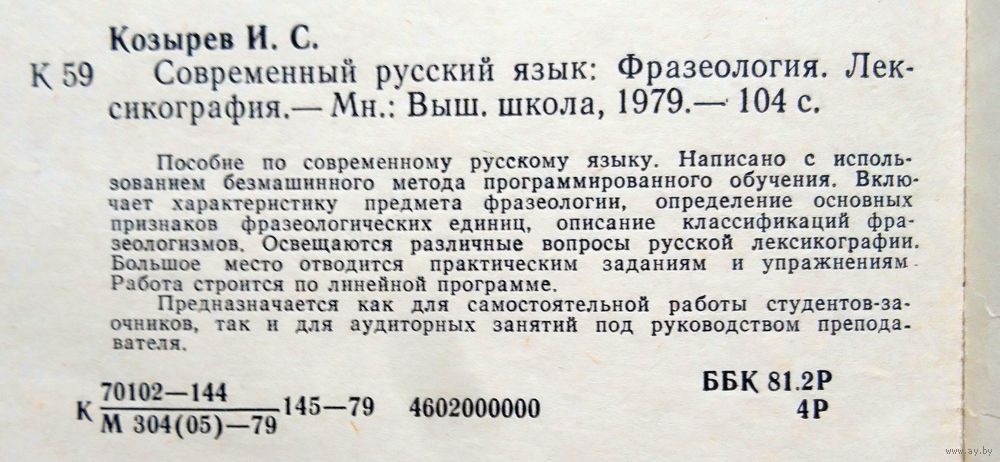 Козырев И. С.
К 59 Современный русский язык: Фразеология. Лек-
сикография.— Мн.: Выш. школа, 1979.— 104 с.
Пособие по современному русскому языку. Написано с исполь-
зованием безмашинного метода программированного обучения. Вклю-
чает характеристику предмета фразеологии, определение основных
признаков фразеологических единиц, описание классификаций фра-
зеологизмов. Освещаются различные вопросы русской лексикографии.
Большое место отводится практическим заданиям и упражнениям.
Работа строится по линейной программе.
Предназначается как для самостоятельной работы студентов-за-
очников, так и для аудиторных занятий под руководством препода-
вателя.
К 70102—144
М 304(05)—79 145—79 4602000000
ББК 81.2Р
4Р
www.ay.by